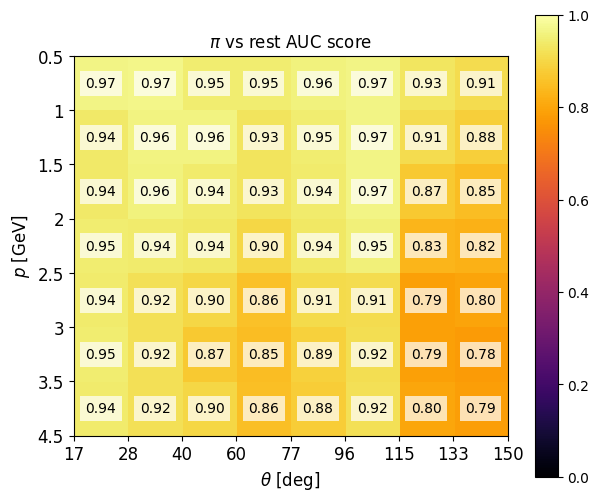 π vs rest AUC score
0.5
0.97 0.97 0.95 0.95 0.96 0.97 0.93 0.91
1
0.94 0.96 0.96 0.93 0.95 0.97 0.91 0.88
1.5
0.94 0.96 0.94 0.93 0.94 0.97 0.87 0.85
2
0.95 0.94 0.94 0.90 0.94 0.95 0.83 0.82
2.5
0.94 0.92 0.90 0.86 0.91 0.91 0.79 0.80
3
0.95 0.92 0.87 0.85 0.89 0.92 0.79 0.78
3.5
0.94 0.92 0.90 0.86 0.88 0.92 0.80 0.79
4.5
p [GeV]
17 28 40 60 77 96 115 133 150
θ [deg]
1.0
0.8
0.6
0.4
0.2
0.0